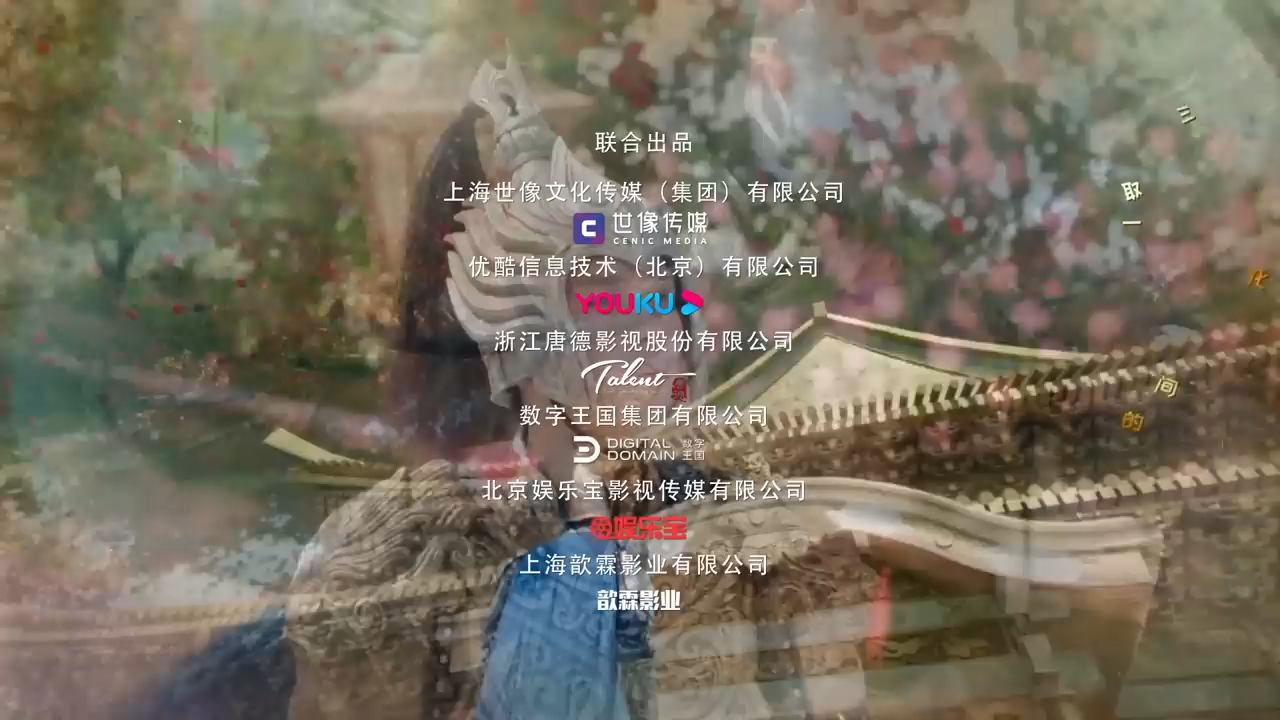 联合出品
上海世像文化传媒（集团）有限公司
C 世像传媒
CENIC MEDIA
优酷信息技术（北京）有限公司
YOUKU
浙江唐德影视股份有限公司
Talent
数字王国集团有限公司
DIGITAL DOMAIN 数字王国
北京娱乐宝影视传媒有限公司
娱乐宝
上海歆霖影业有限公司
歆霖影业
三
取
一
间
的